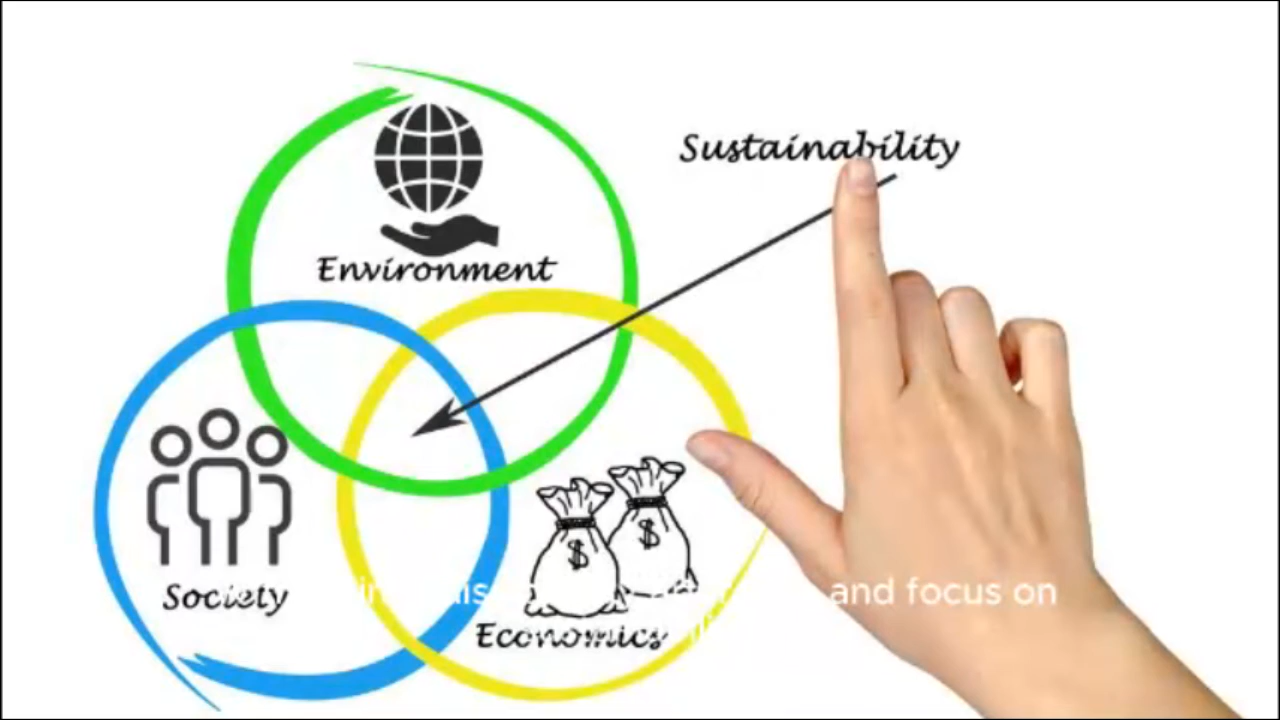 Sustainability
Environment
Society
Economics
$
$
and focus on